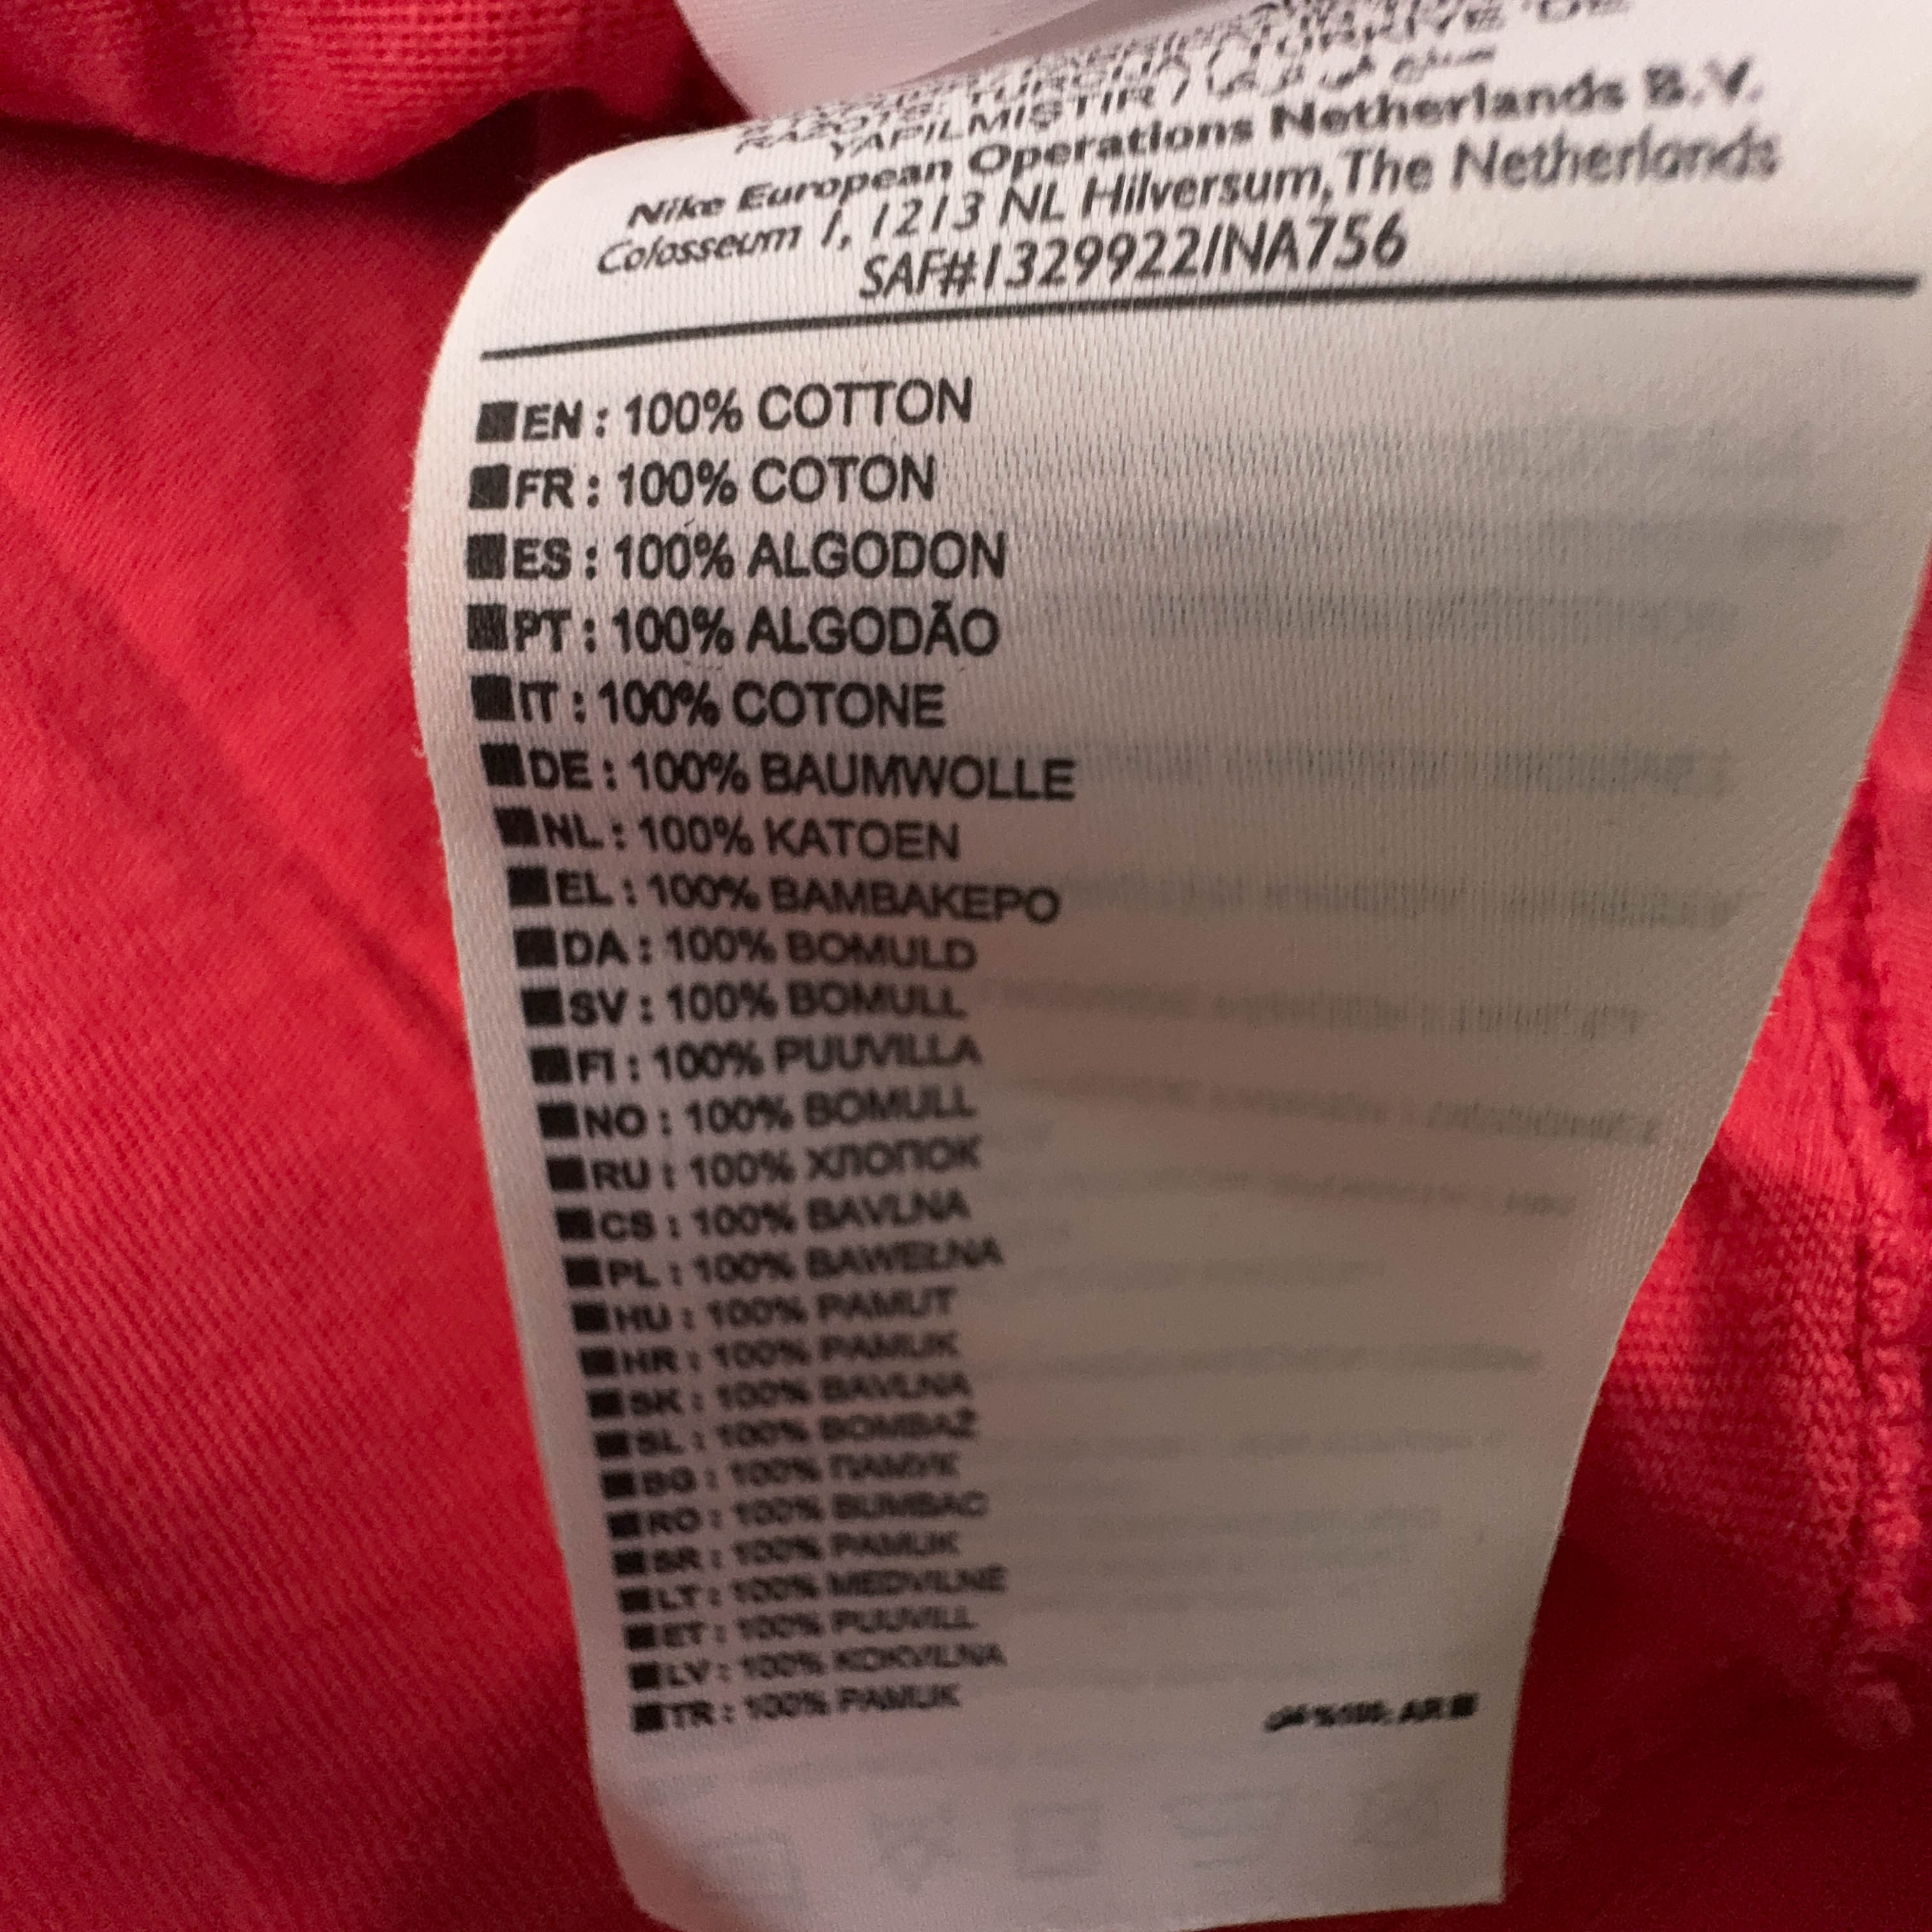 YAPILMIŞTIR /
Nike European Operations Netherlands B.V.
Colosseum 1, 1213 NL Hilversum, The Netherlands
SAF#1329922/NA756
EN : 100% COTTON
FR : 100% COTON
ES : 100% ALGODON
PT : 100% ALGODÃO
IT : 100% COTONE
DE : 100% BAUMWOLLE
NL : 100% KATOEN
EL : 100% BAMBAKEPO
DA : 100% BOMULD
SV : 100% BOMULL
FI : 100% PUUVILLA
NO : 100% BOMULL
RU : 100% ХЛОПОК
CS : 100% BAVLNA
PL : 100% BAWEŁNA
HU : 100% PAMUT
HR : 100% PAMUK
SK : 100% BAVLNA
SL : 100% BOMBAŽ
BG : 100% ПАМУК
RO : 100% BUMBAC
SR : 100% PAMUK
LT : 100% MEDVILNE
ET : 100% PUUVILL
LV : 100% KOKVILNA
TR : 100% PAMUK
%100: AR